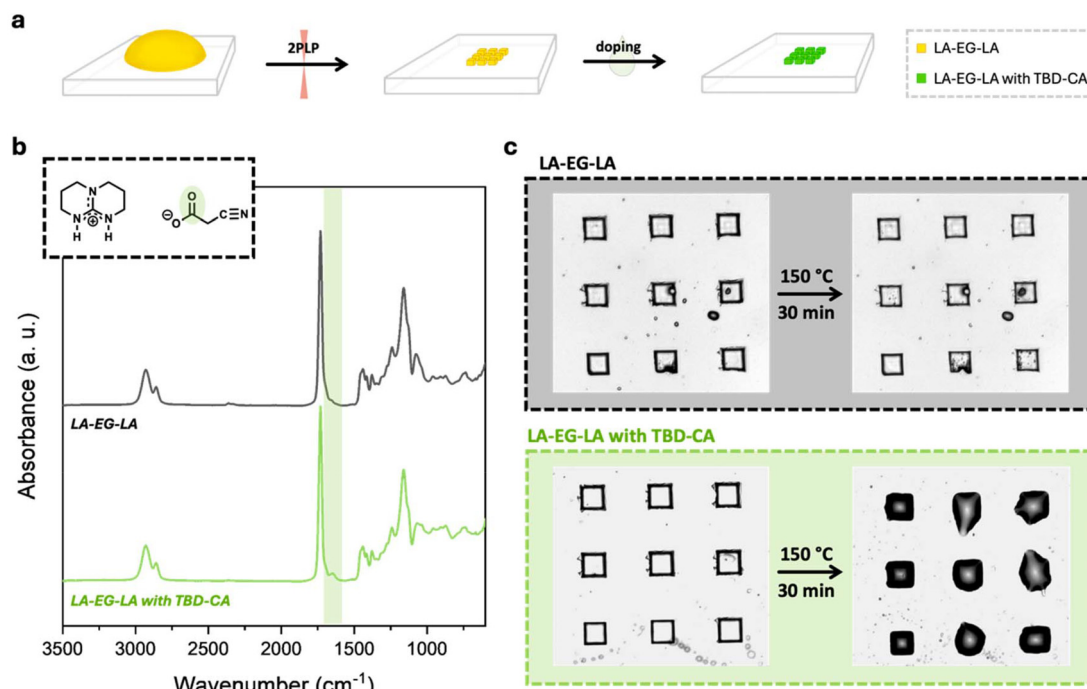 a
2PLP
doping
LA-EG-LA
LA-EG-LA with TBD-CA
b
N
N
N
⊕
H
H
O
⊖
O
C≡N
Absorbance (a. u.)
LA-EG-LA
LA-EG-LA with TBD-CA
3500 3000 2500 2000 1500 1000
Wavenumber (cm⁻¹)
c
LA-EG-LA
150 °C
30 min
LA-EG-LA with TBD-CA
150 °C
30 min